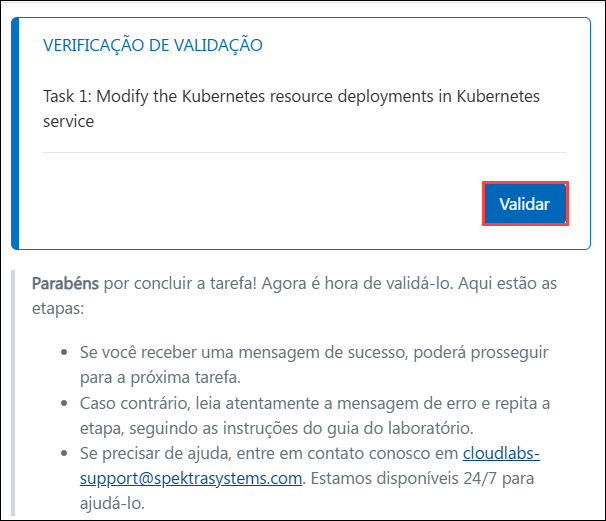 VERIFICAÇÃO DE VALIDAÇÃO
Task 1: Modify the Kubernetes resource deployments in Kubernetes
service
Validar
Parabéns por concluir a tarefa! Agora é hora de validá-lo. Aqui estão as
etapas:
• Se você receber uma mensagem de sucesso, poderá prosseguir
para a próxima tarefa.
• Caso contrário, leia atentamente a mensagem de erro e repita a
etapa, seguindo as instruções do guia do laboratório.
• Se precisar de ajuda, entre em contato conosco em cloudlabs-
support@spektrasystems.com. Estamos disponíveis 24/7 para
ajudá-lo.